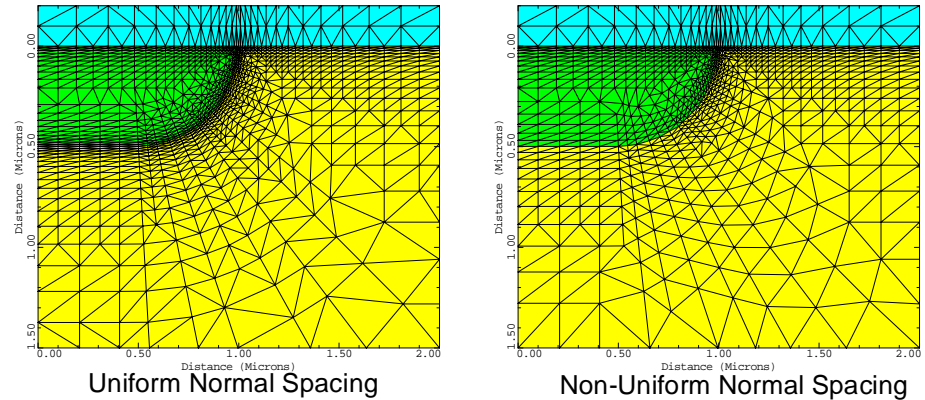 0.00
0.50
1.00
1.50
Distance (Microns)
0.00 0.50 1.00 1.50 2.00
Distance (Microns)
Uniform Normal Spacing
0.00
0.50
1.00
1.50
Distance (Microns)
0.00 0.50 1.00 1.50 2.00
Distance (Microns)
Non-Uniform Normal Spacing